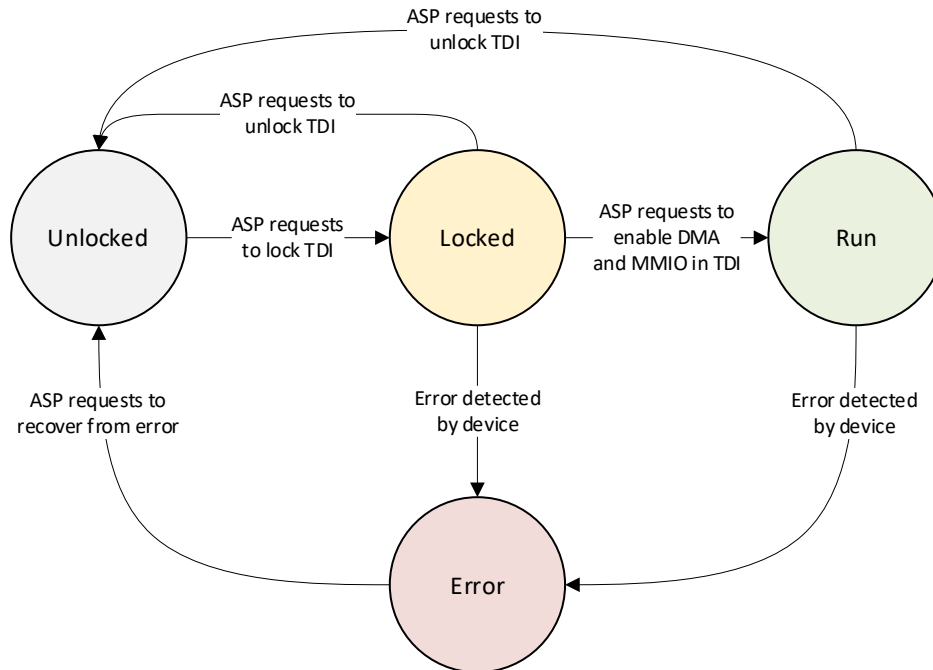 ASP requests to
unlock TDI
ASP requests to
unlock TDI
Unlocked
ASP requests
to lock TDI
Locked
ASP requests to
enable DMA
and MMIO in TDI
Run
ASP requests to
recover from error
Error detected
by device
Error detected
by device
Error